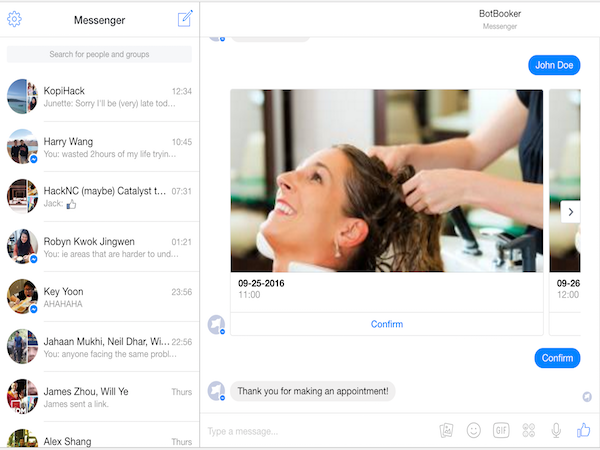 Messenger
Search for people and groups
KopiHack
12:34
Junette: Sorry I'll be (very) late tod...
Harry Wang
10:45
You: wasted 2hours of my life tryin...
HackNC (maybe) Catalyst t...
07:31
Jack:
Robyn Kwok Jingwen
01:21
You: ie areas that are harder to und...
Key Yoon
23:56
AHAHAHA
Jahaan Mukhi, Neil Dhar, Wi...
22:56
You: anyone facing the same probl...
James Zhou, Will Ye
Thurs
James sent a link.
Alex Shang
Thurs
BotBooker
Messenger
John Doe
09-25-2016
11:00
Confirm
09-26
12:00
Confirm
Thank you for making an appointment!
Type a message...
GIF